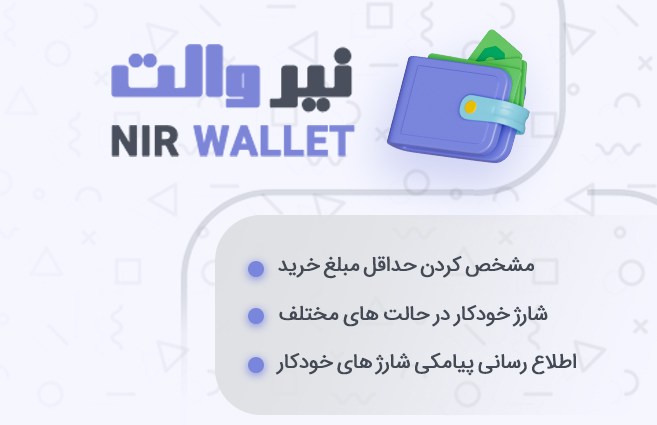 نیر والت
NIR WALLET
مشخص کردن حداقل مبلغ خرید
شارژ خودکار در حالت های مختلف
اطلاع رسانی پیامکی شارژ های خودکار